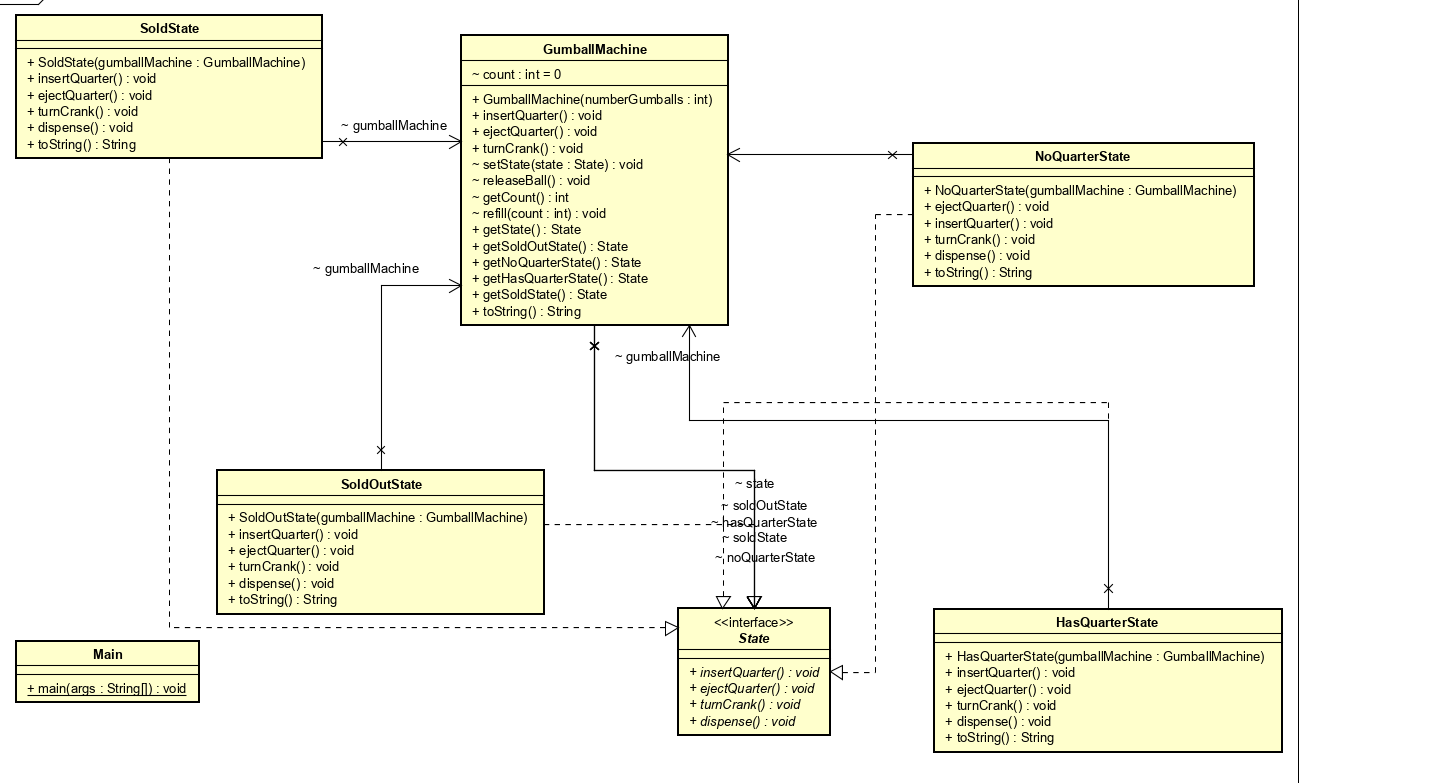 SoldState
+ SoldState(gumballMachine : GumballMachine)
+ insertQuarter() : void
+ ejectQuarter() : void
+ turnCrank() : void
+ dispense() : void
+ toString() : String
~ gumballMachine
GumballMachine
~ count : int = 0
+ GumballMachine(numberGumballs : int)
+ insertQuarter() : void
+ ejectQuarter() : void
+ turnCrank() : void
~ setState(state : State) : void
~ releaseBall() : void
~ getCount() : int
~ refill(count : int) : void
+ getState() : State
+ getSoldOutState() : State
+ getNoQuarterState() : State
+ getHasQuarterState() : State
+ getSoldState() : State
+ toString() : String
NoQuarterState
+ NoQuarterState(gumballMachine : GumballMachine)
+ ejectQuarter() : void
+ insertQuarter() : void
+ turnCrank() : void
+ dispense() : void
+ toString() : String
~ gumballMachine
~ gumballMachine
SoldOutState
+ SoldOutState(gumballMachine : GumballMachine)
+ insertQuarter() : void
+ ejectQuarter() : void
+ turnCrank() : void
+ dispense() : void
+ toString() : String
~ state
~ soldOutState
~ hasQuarterState
~ soldState
~ noQuarterState
Main
+ main(args : String[]) : void
<<interface>>
State
+ insertQuarter() : void
+ ejectQuarter() : void
+ turnCrank() : void
+ dispense() : void
HasQuarterState
+ HasQuarterState(gumballMachine : GumballMachine)
+ insertQuarter() : void
+ ejectQuarter() : void
+ turnCrank() : void
+ dispense() : void
+ toString() : String